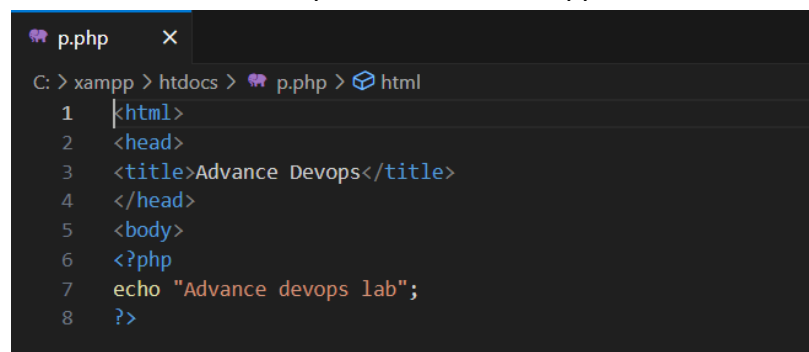 p.php ×
C: > xampp > htdocs > p.php > html
1 <html>
2 <head>
3 <title>Advance Devops</title>
4 </head>
5 <body>
6 <?php
7 echo "Advance devops lab";
8 ?>